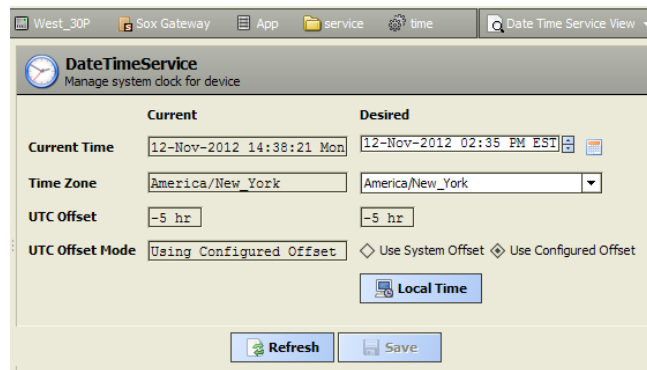 West_30P Sox Gateway App service time Date Time Service View
DateTimeService
Manage system clock for device
Current Desired
Current Time 12-Nov-2012 14:38:21 Mon 12-Nov-2012 02:35 PM EST
Time Zone America/New_York America/New_York
UTC Offset -5 hr -5 hr
UTC Offset Mode Using Configured Offset Use System Offset Use Configured Offset
Local Time
Refresh Save